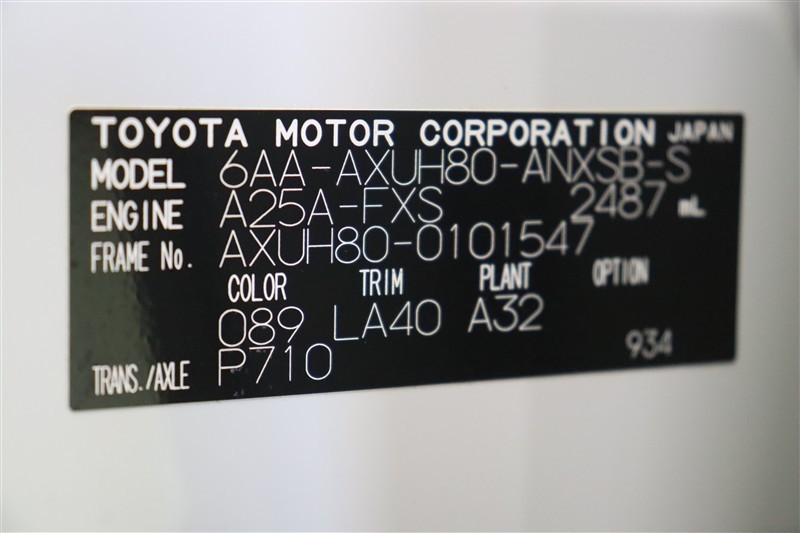 TOYOTA MOTOR CORPORATION JAPAN
MODEL 6AA-AXUH80-ANXSB-S
ENGINE A25A-FXS 2487 mL
FRAME No. AXUH80-0101547
COLOR TRIM PLANT OPTION
089 LA40 A32
TRANS./AXLE P710 934